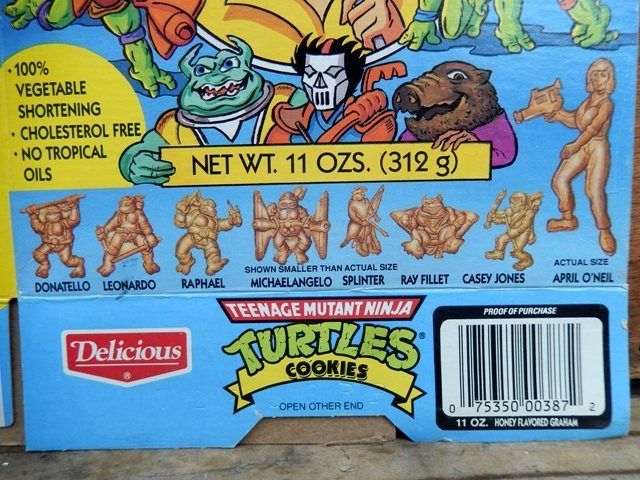 • 100%
VEGETABLE
SHORTENING
• CHOLESTEROL FREE
• NO TROPICAL
OILS
NET WT. 11 OZS. (312 g)
SHOWN SMALLER THAN ACTUAL SIZE
ACTUAL SIZE
DONATELLO LEONARDO RAPHAEL MICHAELANGELO SPLINTER RAY FILLET CASEY JONES APRIL O'NEIL
Delicious
®
TEENAGE MUTANT NINJA
TURTLES®
COOKIES
OPEN OTHER END
PROOF OF PURCHASE
0 75350 00387 2
11 OZ. HONEY FLAVORED GRAHAM